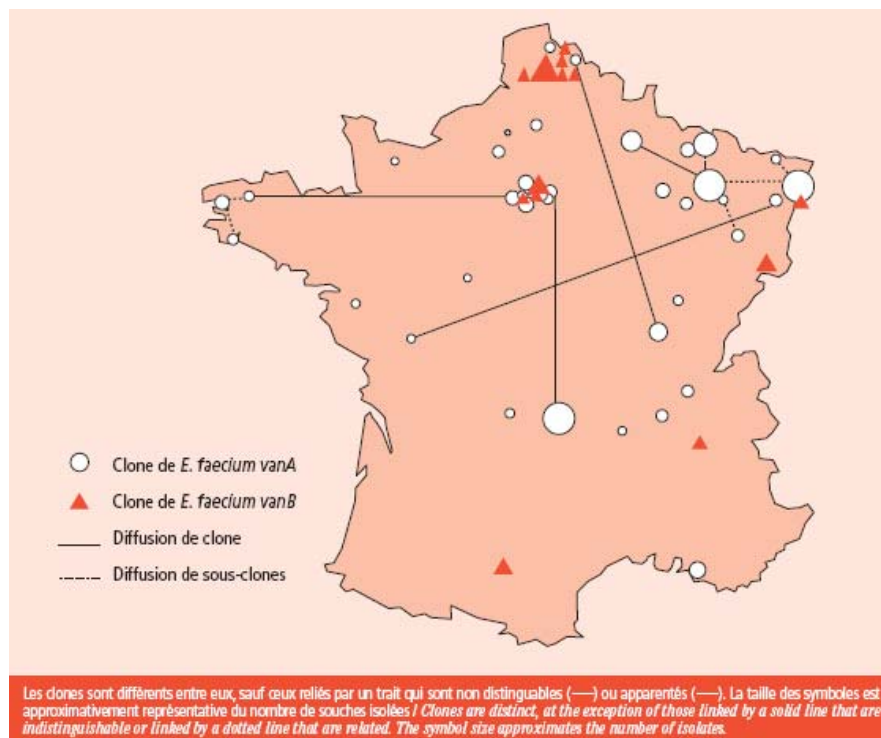 Clone de E. faecium vanA
Clone de E. faecium vanB
Diffusion de clone
Diffusion de sous-clones
Les clones sont différents entre eux, sauf ceux reliés par un trait qui sont non distinguables (——) ou apparentés (——). La taille des symboles est
approximativement représentative du nombre de souches isolées / Clones are distinct, at the exception of those linked by a solid line that are
indistinguishable or linked by a dotted line that are related. The symbol size approximates the number of isolates.